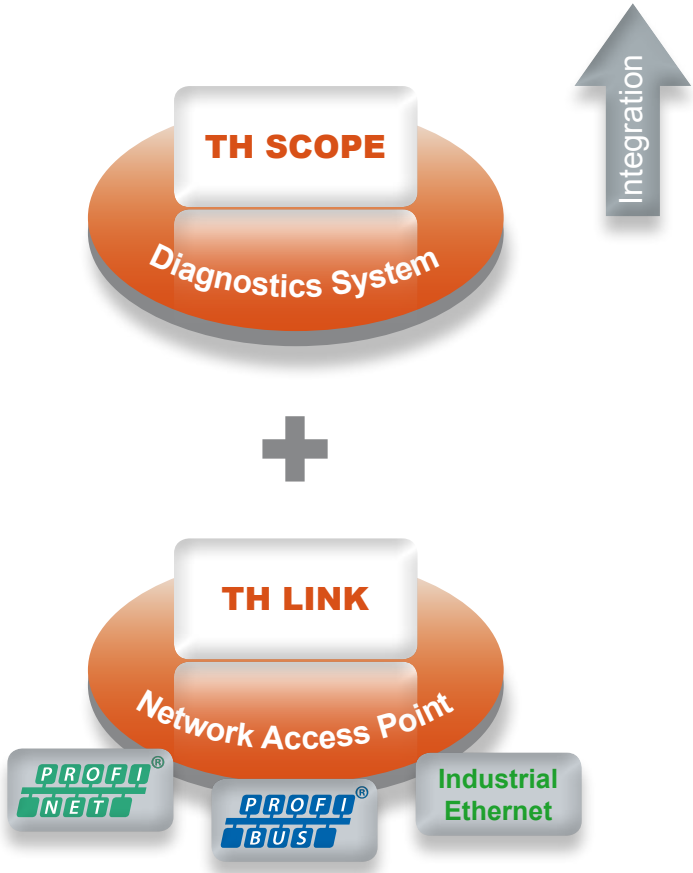 Integration
TH SCOPE
Diagnostics System
TH LINK
Network Access Point
PROFI®
NET
PROFI®
BUS
Industrial
Ethernet